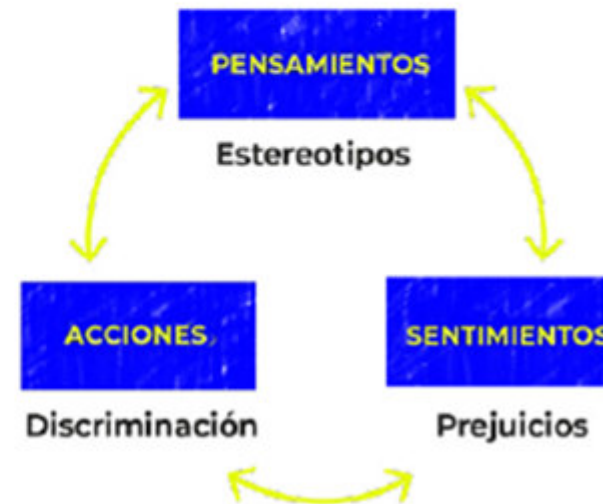 PENSAMIENTOS
Estereotipos
ACCIONES
SENTIMIENTOS
Discriminación
Prejuicios